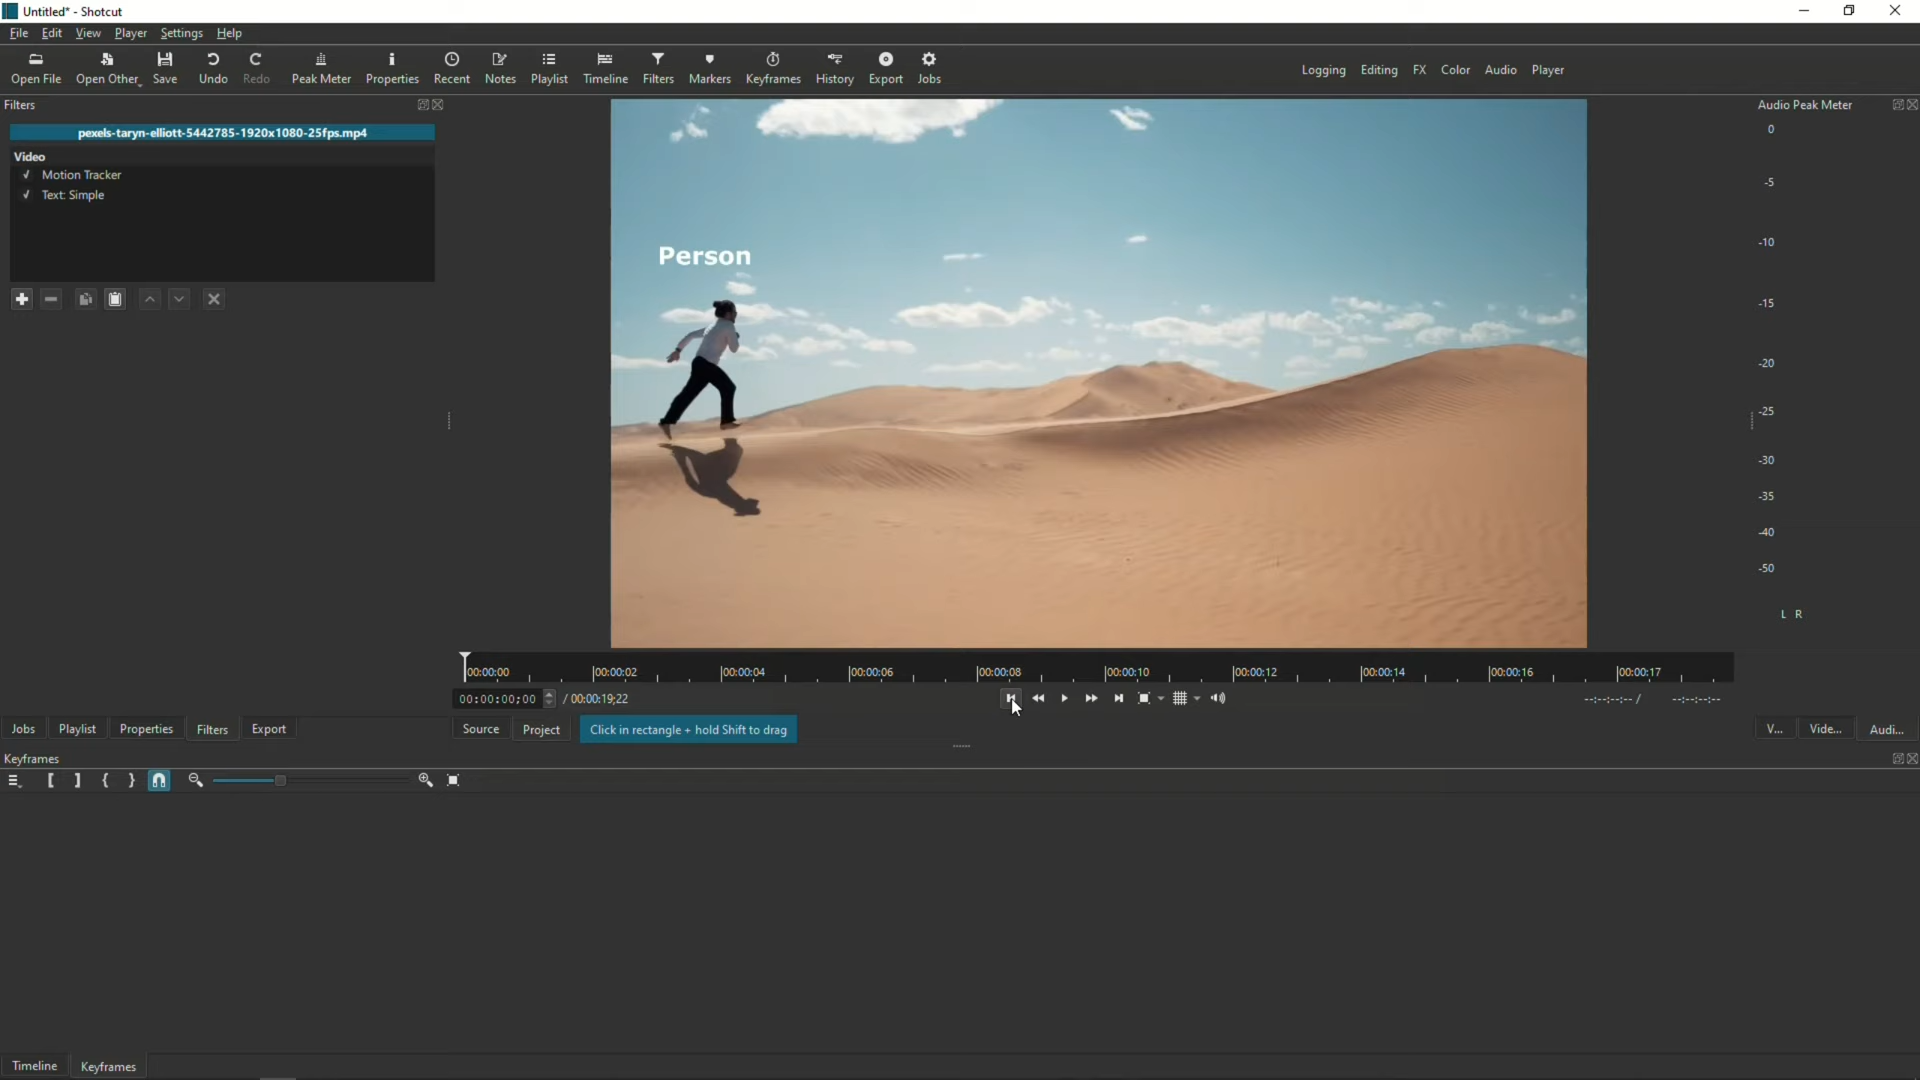 Untitled* - Shotcut
File Edit View Player Settings Help
Open File Open Other Save Undo Redo Peak Meter Properties Recent Notes Playlist Timeline Filters Markers Keyframes History Export Jobs
Logging Editing FX Color Audio Player
Filters
pexels-taryn-elliott-5442785-1920x1080-25fps.mp4
Video
Motion Tracker
Text: Simple
Person
Audio Peak Meter
0
-5
-10
-15
-20
-25
-30
-35
-40
-50
L R
00:00:00 00:00:02 00:00:04 00:00:06 00:00:08 00:00:10 00:00:12 00:00:14 00:00:16 00:00:17
00:00:00;00 / 00:00:19;22
--:--:--:-- / --:--:--:--
Jobs Playlist Properties Filters Export
Source Project Click in rectangle + hold Shift to drag
V... Vide... Audi...
Keyframes
Timeline Keyframes